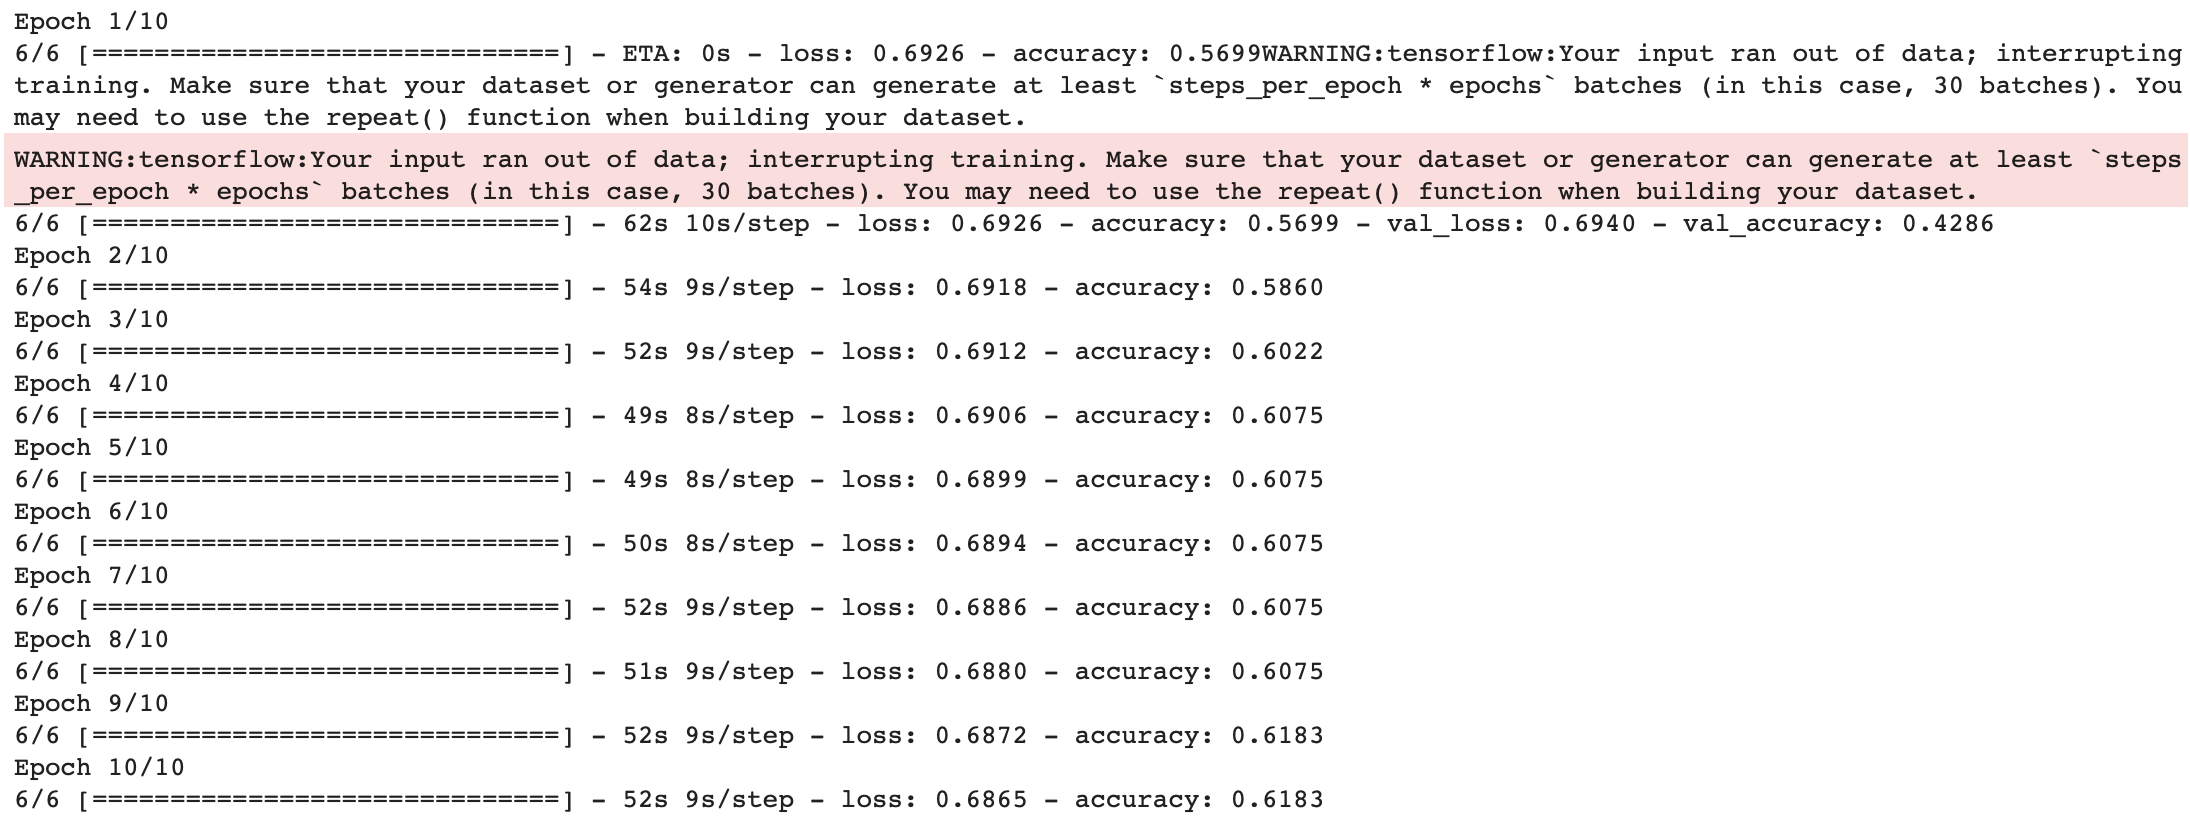 Epoch 1/10
6/6 [==============================] - ETA: 0s - loss: 0.6926 - accuracy: 0.5699WARNING:tensorflow:Your input ran out of data; interrupting
training. Make sure that your dataset or generator can generate at least `steps_per_epoch * epochs` batches (in this case, 30 batches). You
may need to use the repeat() function when building your dataset.
WARNING:tensorflow:Your input ran out of data; interrupting training. Make sure that your dataset or generator can generate at least `steps
_per_epoch * epochs` batches (in this case, 30 batches). You may need to use the repeat() function when building your dataset.
6/6 [==============================] - 62s 10s/step - loss: 0.6926 - accuracy: 0.5699 - val_loss: 0.6940 - val_accuracy: 0.4286
Epoch 2/10
6/6 [==============================] - 54s 9s/step - loss: 0.6918 - accuracy: 0.5860
Epoch 3/10
6/6 [==============================] - 52s 9s/step - loss: 0.6912 - accuracy: 0.6022
Epoch 4/10
6/6 [==============================] - 49s 8s/step - loss: 0.6906 - accuracy: 0.6075
Epoch 5/10
6/6 [==============================] - 49s 8s/step - loss: 0.6899 - accuracy: 0.6075
Epoch 6/10
6/6 [==============================] - 50s 8s/step - loss: 0.6894 - accuracy: 0.6075
Epoch 7/10
6/6 [==============================] - 52s 9s/step - loss: 0.6886 - accuracy: 0.6075
Epoch 8/10
6/6 [==============================] - 51s 9s/step - loss: 0.6880 - accuracy: 0.6075
Epoch 9/10
6/6 [==============================] - 52s 9s/step - loss: 0.6872 - accuracy: 0.6183
Epoch 10/10
6/6 [==============================] - 52s 9s/step - loss: 0.6865 - accuracy: 0.6183